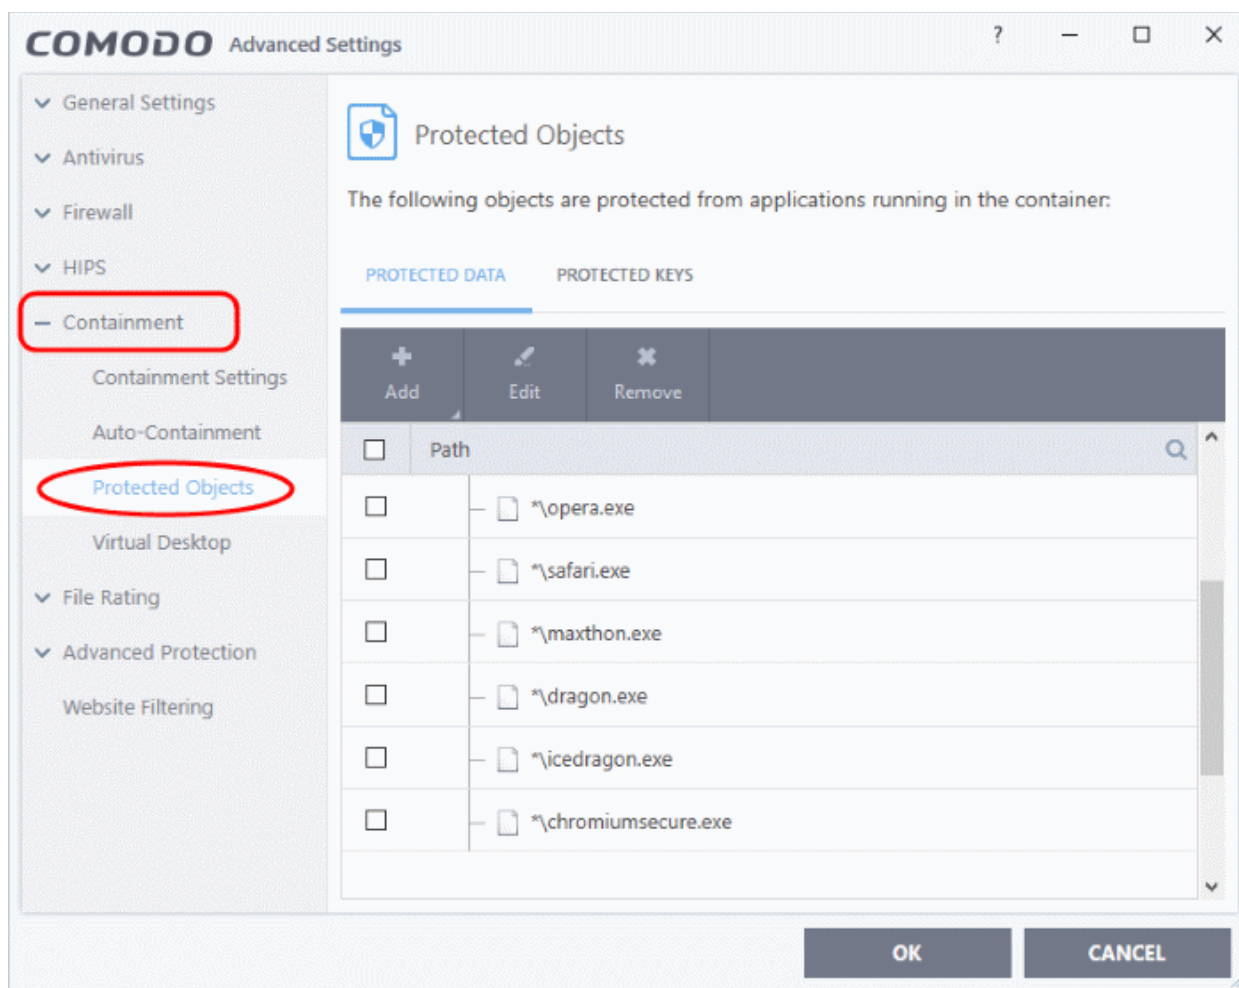 COMODO Advanced Settings ?
General Settings
Antivirus
Firewall
HIPS
Containment
Containment Settings
Auto-Containment
Protected Objects
Virtual Desktop
File Rating
Advanced Protection
Website Filtering
Protected Objects
The following objects are protected from applications running in the container:
PROTECTED DATA PROTECTED KEYS
Add Edit Remove
Path
*\opera.exe
*\safari.exe
*\maxthon.exe
*\dragon.exe
*\icedragon.exe
*\chromiumsecure.exe
OK CANCEL